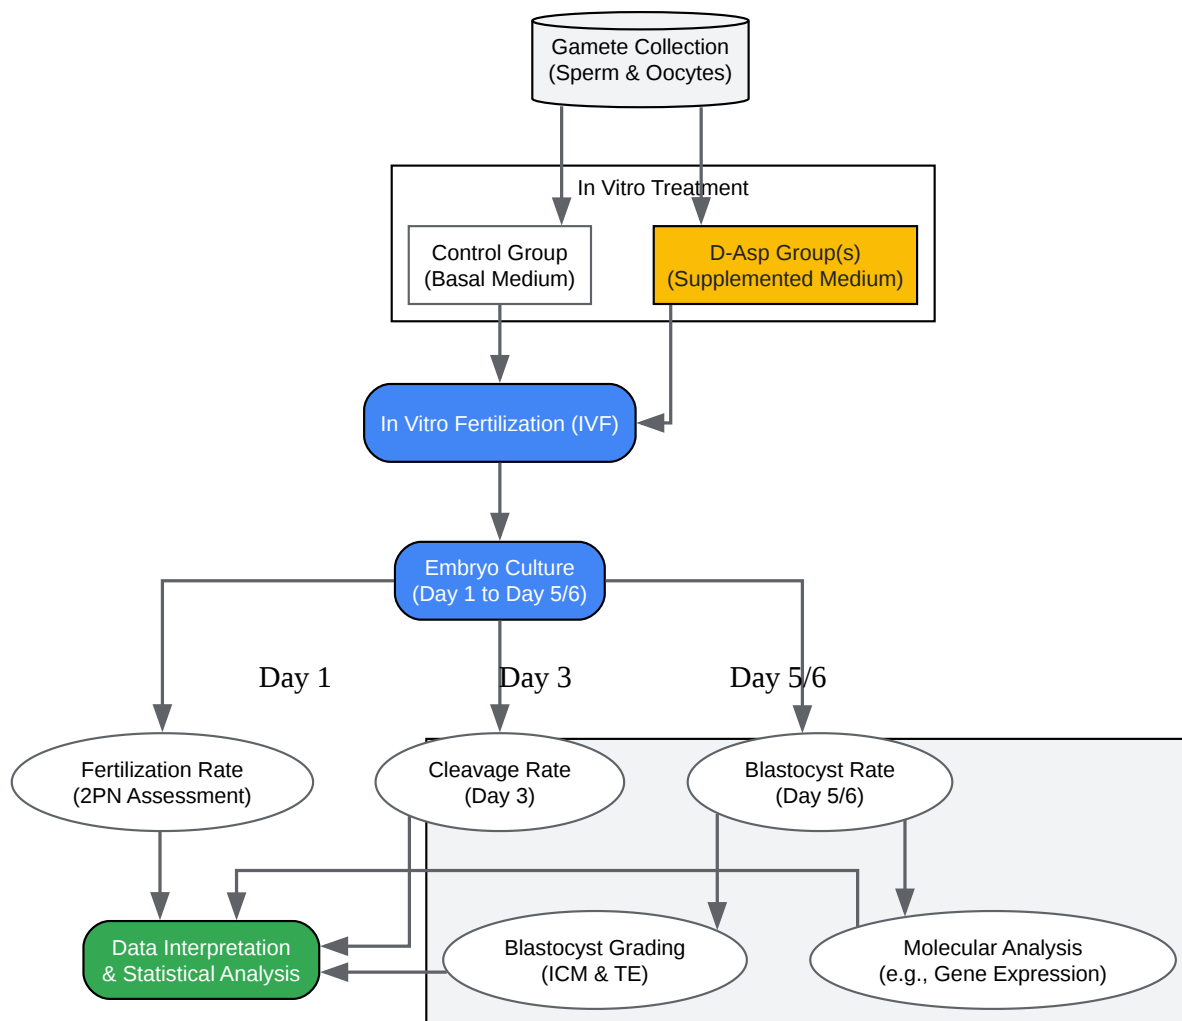 Gamete Collection
(Sperm & Oocytes)
In Vitro Treatment
Control Group
(Basal Medium)
D-Asp Group(s)
(Supplemented Medium)
In Vitro Fertilization (IVF)
Embryo Culture
(Day 1 to Day 5/6)
Day 1
Day 3
Day 5/6
Fertilization Rate
(2PN Assessment)
Cleavage Rate
(Day 3)
Blastocyst Rate
(Day 5/6)
Data Interpretation
& Statistical Analysis
Blastocyst Grading
(ICM & TE)
Molecular Analysis
(e.g., Gene Expression)